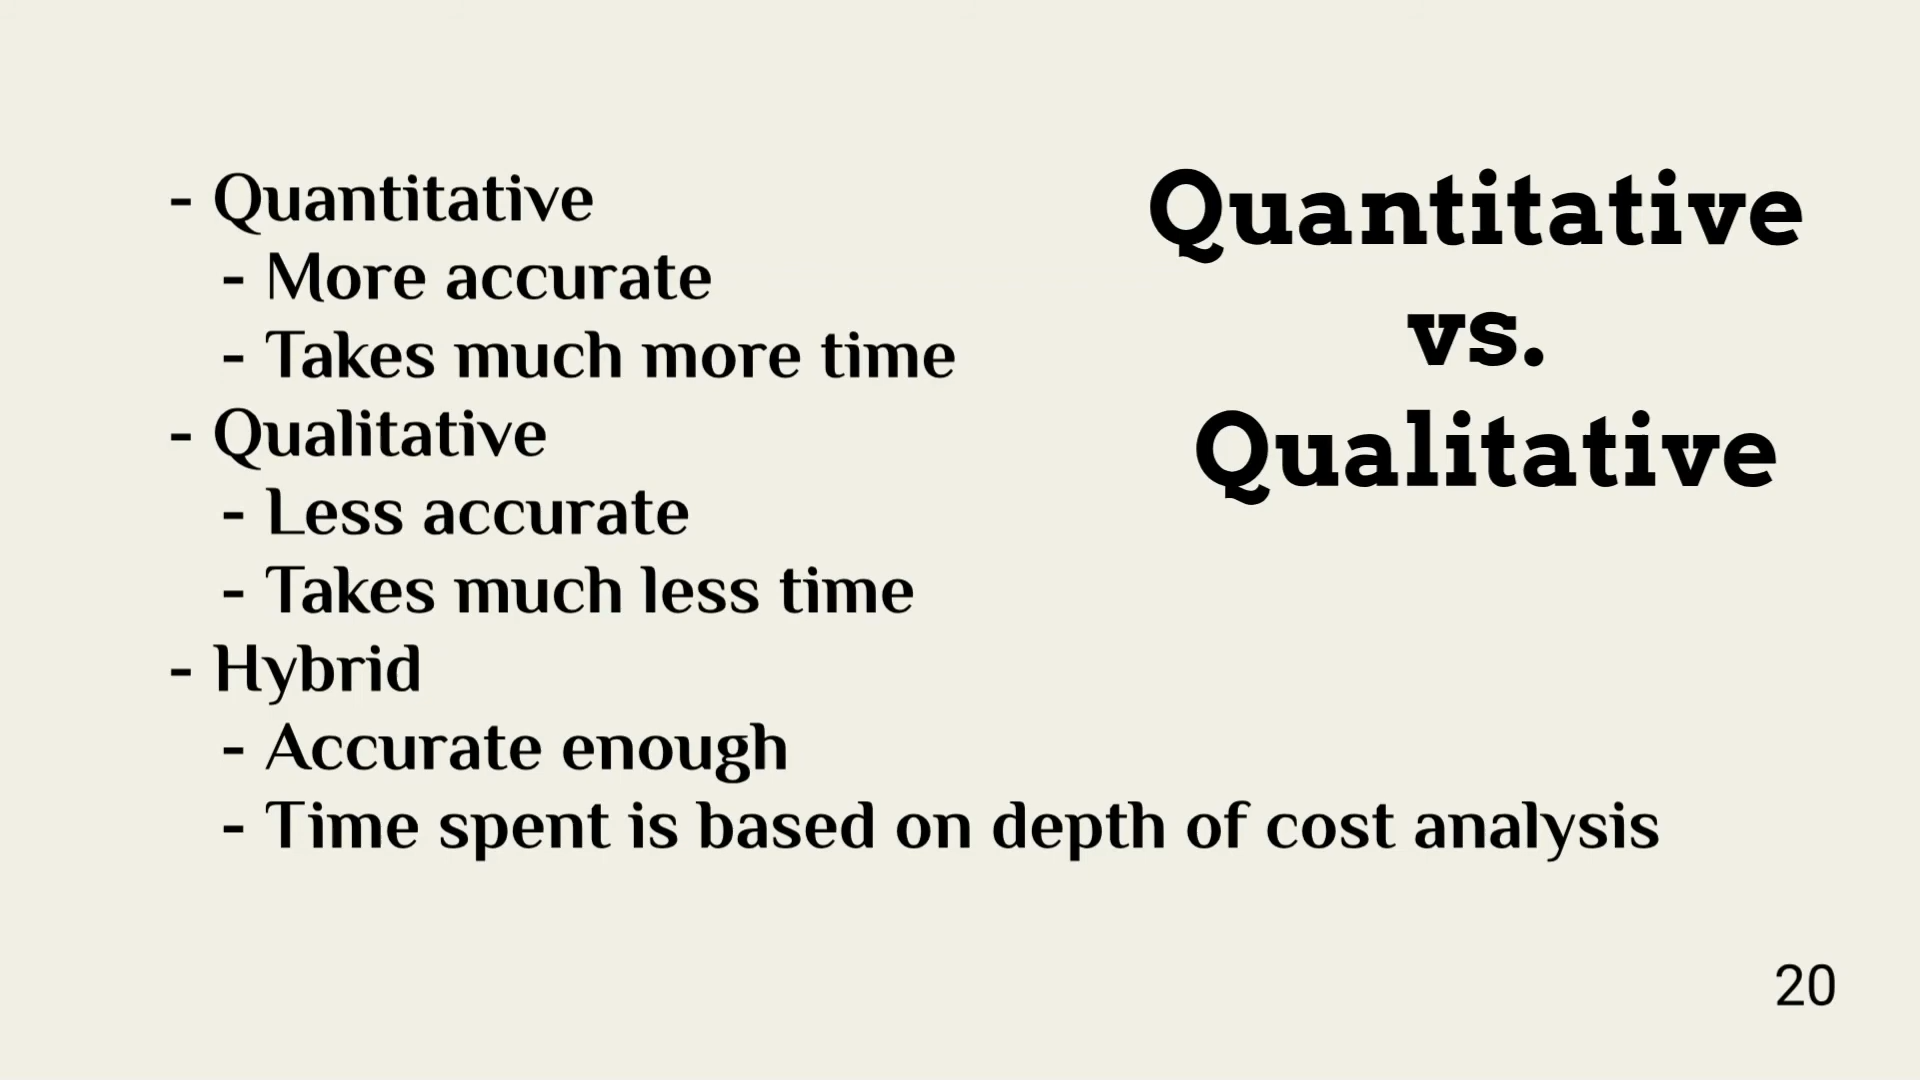 - Quantitative
- More accurate
- Takes much more time
- Qualitative
- Less accurate
- Takes much less time
- Hybrid
- Accurate enough
- Time spent is based on depth of cost analysis
Quantitative
vs.
Qualitative
20